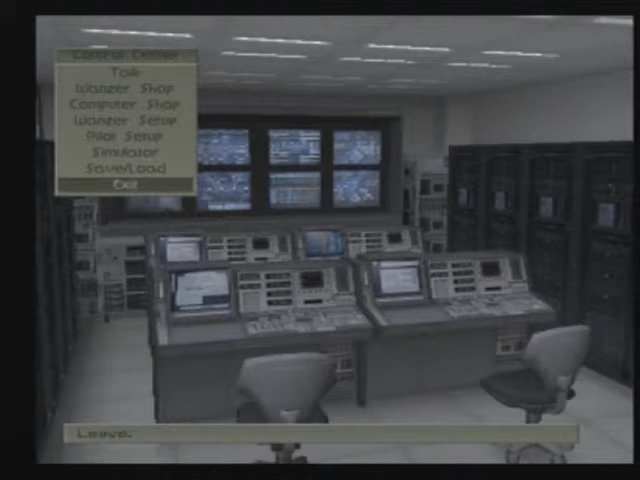 Control Center
Talk
Wanzer Shop
Computer Shop
Wanzer Setup
Pilot Setup
Simulator
Save/Load
Exit
Leave.